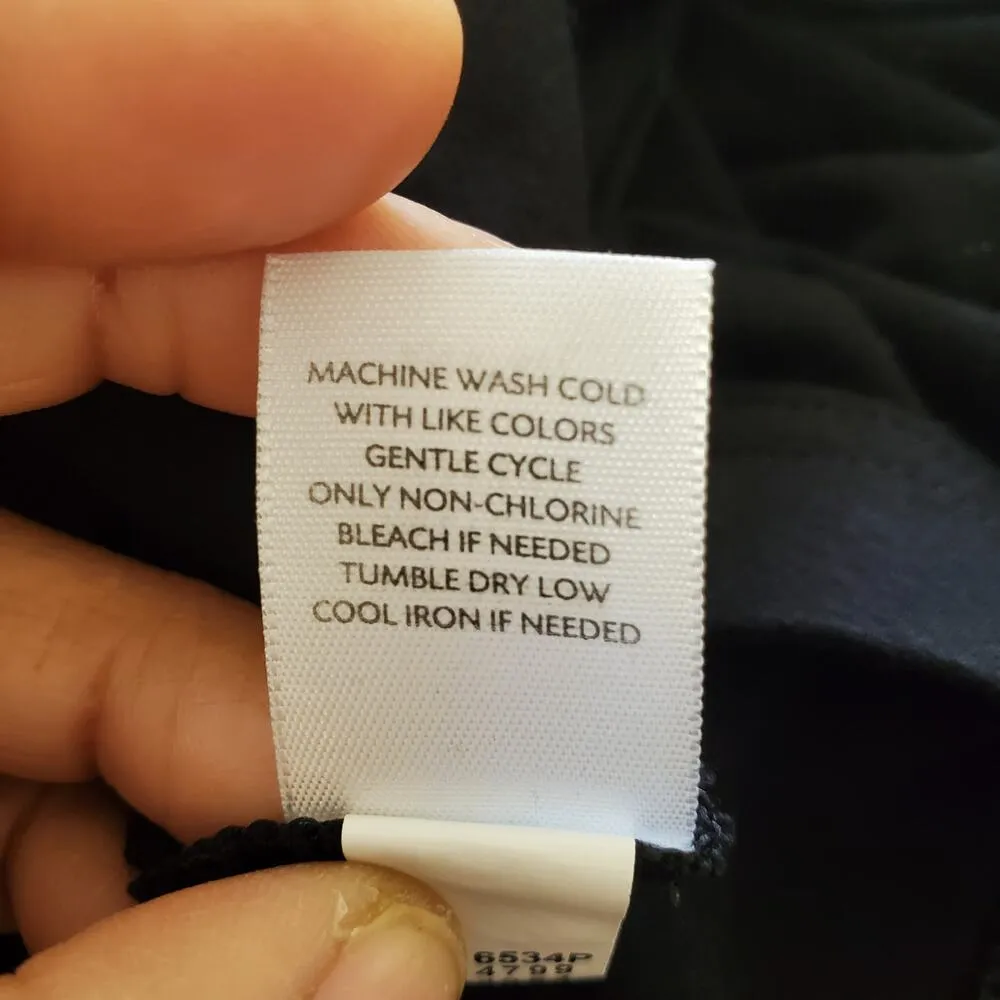 MACHINE WASH COLD
WITH LIKE COLORS
GENTLE CYCLE
ONLY NON-CHLORINE
BLEACH IF NEEDED
TUMBLE DRY LOW
COOL IRON IF NEEDED
6534P
4799